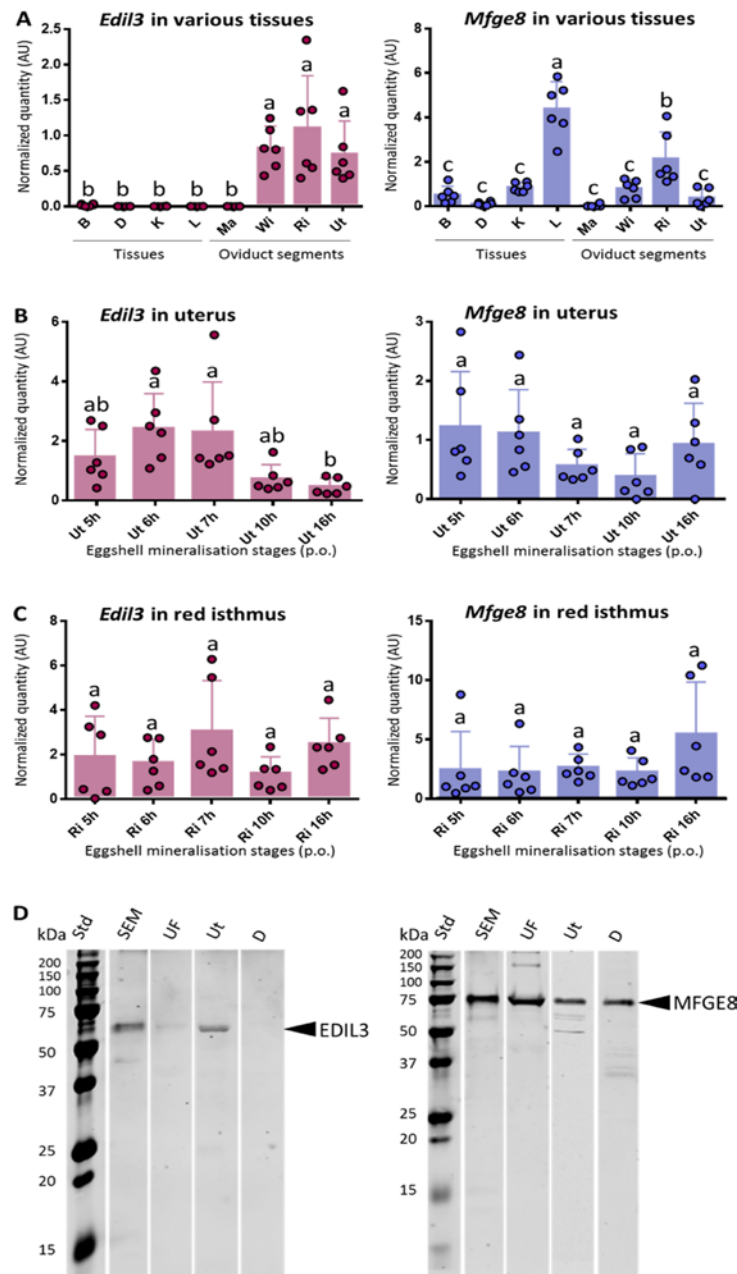 A
Edil3 in various tissues
Normalized quantity (AU)
2.5
2.0
1.5
1.0
0.5
0.0
b b b b b a a a
B D K L Ma Wi Ri Ut
Tissues Oviduct segments
Mfge8 in various tissues
Normalized quantity (AU)
8
6
4
2
0
c c c a c c b c
B D K L Ma Wi Ri Ut
Tissues Oviduct segments
B
Edil3 in uterus
Normalized quantity (AU)
6
4
2
0
ab a a ab b
Ut 5h Ut 6h Ut 7h Ut 10h Ut 16h
Eggshell mineralisation stages (p.o.)
Mfge8 in uterus
Normalized quantity (AU)
3
2
1
0
a a a a a
Ut 5h Ut 6h Ut 7h Ut 10h Ut 16h
Eggshell mineralisation stages (p.o.)
C
Edil3 in red isthmus
Normalized quantity (AU)
8
6
4
2
0
a a a a a
Ri 5h Ri 6h Ri 7h Ri 10h Ri 16h
Eggshell mineralisation stages (p.o.)
Mfge8 in red isthmus
Normalized quantity (AU)
15
10
5
0
a a a a a
Ri 5h Ri 6h Ri 7h Ri 10h Ri 16h
Eggshell mineralisation stages (p.o.)
D
kDa Std SEM UF Ut D
200
150
100
75
50
37
25
20
15
EDIL3
kDa Std SEM UF Ut D
200
150
100
75
50
37
25
20
15
MFGE8